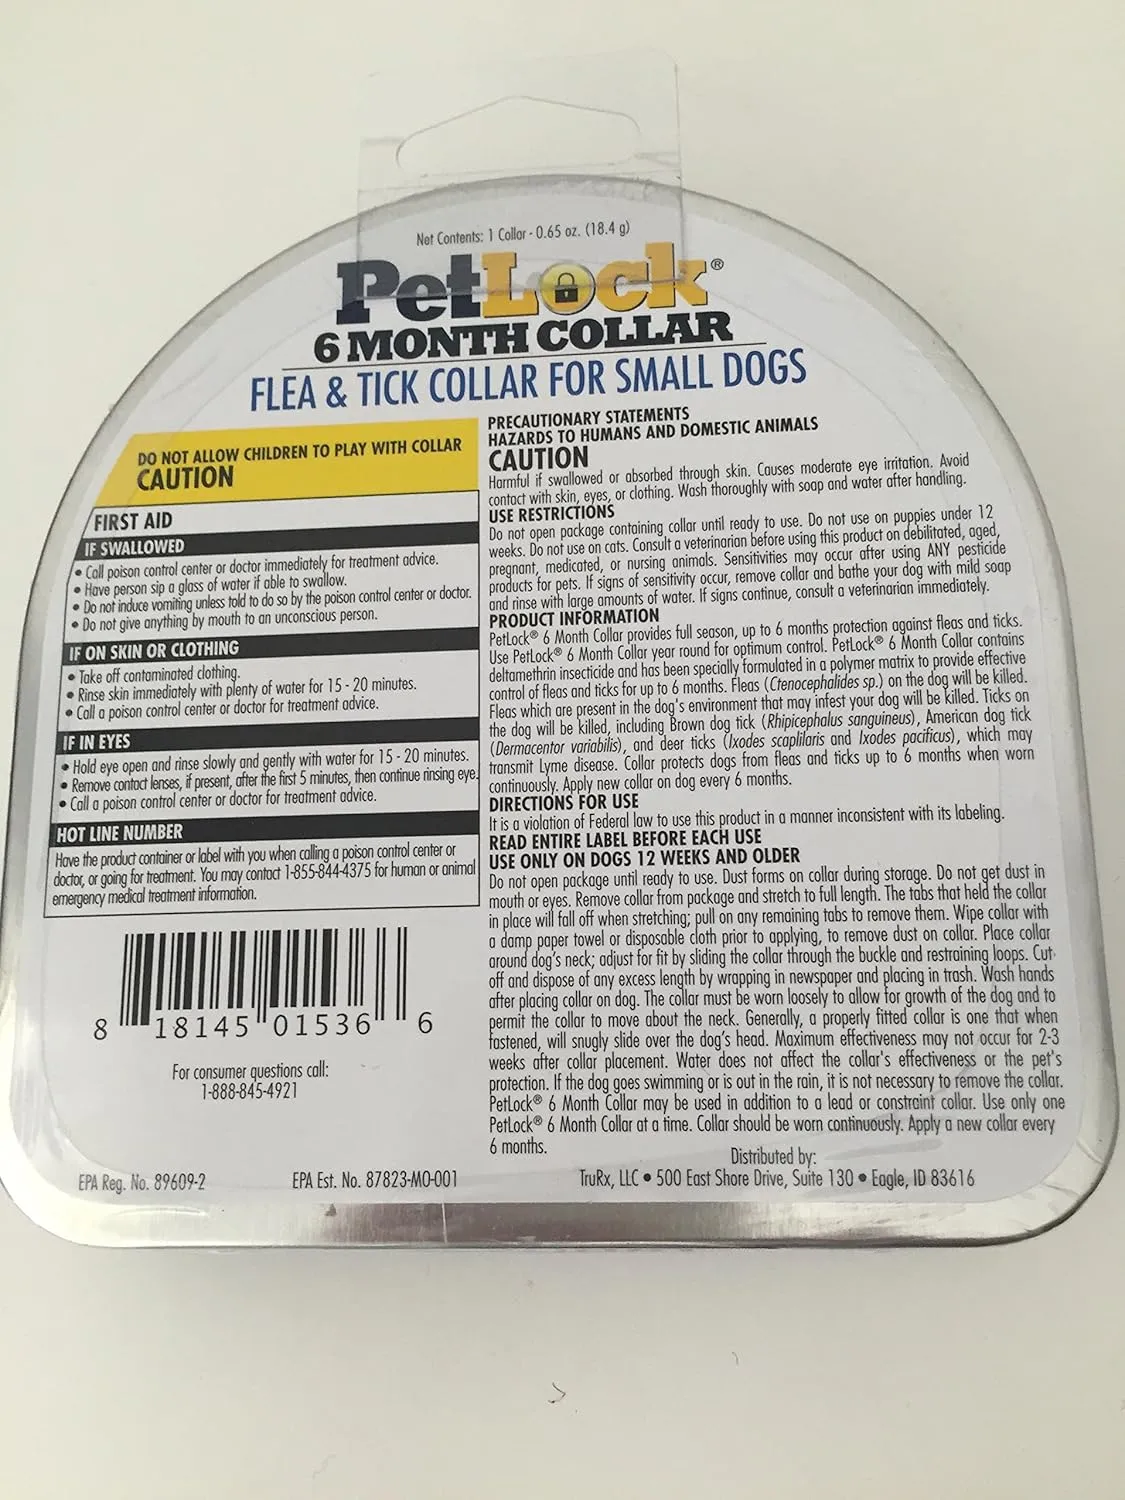 Net Contents: 1 Collar - 0.65 oz. (18.4 g)
PetLock®
6 MONTH COLLAR
FLEA & TICK COLLAR FOR SMALL DOGS
DO NOT ALLOW CHILDREN TO PLAY WITH COLLAR
CAUTION
FIRST AID
IF SWALLOWED
• Call poison control center or doctor immediately for treatment advice.
• Have person sip a glass of water if able to swallow.
• Do not induce vomiting unless told to do so by the poison control center or doctor.
• Do not give anything by mouth to an unconscious person.
IF ON SKIN OR CLOTHING
• Take off contaminated clothing.
• Rinse skin immediately with plenty of water for 15 - 20 minutes.
• Call a poison control center or doctor for treatment advice.
IF IN EYES
• Hold eye open and rinse slowly and gently with water for 15 - 20 minutes.
• Remove contact lenses, if present, after the first 5 minutes, then continue rinsing eye.
• Call a poison control center or doctor for treatment advice.
HOT LINE NUMBER
Have the product container or label with you when calling a poison control center or
doctor, or going for treatment. You may contact 1-855-844-4375 for human or animal
emergency medical treatment information.
8 18145 01536 6
For consumer questions call:
1-888-845-4921
EPA Reg. No. 89609-2
EPA Est. No. 87823-MO-001
PRECAUTIONARY STATEMENTS
HAZARDS TO HUMANS AND DOMESTIC ANIMALS
CAUTION
Harmful if swallowed or absorbed through skin. Causes moderate eye irritation. Avoid
contact with skin, eyes, or clothing. Wash thoroughly with soap and water after handling.
USE RESTRICTIONS
Do not open package containing collar until ready to use. Do not use on puppies under 12
weeks. Do not use on cats. Consult a veterinarian before using this product on debilitated, aged,
pregnant, medicated, or nursing animals. Sensitivities may occur after using ANY pesticide
products for pets. If signs of sensitivity occur, remove collar and bathe your dog with mild soap
and rinse with large amounts of water. If signs continue, consult a veterinarian immediately.
PRODUCT INFORMATION
PetLock® 6 Month Collar provides full season, up to 6 months protection against fleas and ticks.
Use PetLock® 6 Month Collar year round for optimum control. PetLock® 6 Month Collar contains
deltamethrin insecticide and has been specially formulated in a polymer matrix to provide effective
control of fleas and ticks for up to 6 months. Fleas (Ctenocephalides sp.) on the dog will be killed.
Fleas which are present in the dog's environment that may infest your dog will be killed. Ticks on
the dog will be killed, including Brown dog tick (Rhipicephalus sanguineus), American dog tick
(Dermacentor variabilis), and deer ticks (Ixodes scaplilaris and Ixodes pacificus), which may
transmit Lyme disease. Collar protects dogs from fleas and ticks up to 6 months when worn
continuously. Apply new collar on dog every 6 months.
DIRECTIONS FOR USE
It is a violation of Federal law to use this product in a manner inconsistent with its labeling.
READ ENTIRE LABEL BEFORE EACH USE
USE ONLY ON DOGS 12 WEEKS AND OLDER
Do not open package until ready to use. Dust forms on collar during storage. Do not get dust in
mouth or eyes. Remove collar from package and stretch to full length. The tabs that held the collar
in place will fall off when stretching; pull on any remaining tabs to remove them. Wipe collar with
a damp paper towel or disposable cloth prior to applying, to remove dust on collar. Place collar
around dog's neck; adjust for fit by sliding the collar through the buckle and restraining loops. Cut-
off and dispose of any excess length by wrapping in newspaper and placing in trash. Wash hands
after placing collar on dog. The collar must be worn loosely to allow for growth of the dog and to
permit the collar to move about the neck. Generally, a properly fitted collar is one that when
fastened, will snugly slide over the dog's head. Maximum effectiveness may not occur for 2-3
weeks after collar placement. Water does not affect the collar's effectiveness or the pet's
protection. If the dog goes swimming or is out in the rain, it is not necessary to remove the collar.
PetLock® 6 Month Collar may be used in addition to a lead or constraint collar. Use only one
PetLock® 6 Month Collar at a time. Collar should be worn continuously. Apply a new collar every
6 months.
Distributed by:
TruRx, LLC • 500 East Shore Drive, Suite 130 • Eagle, ID 83616